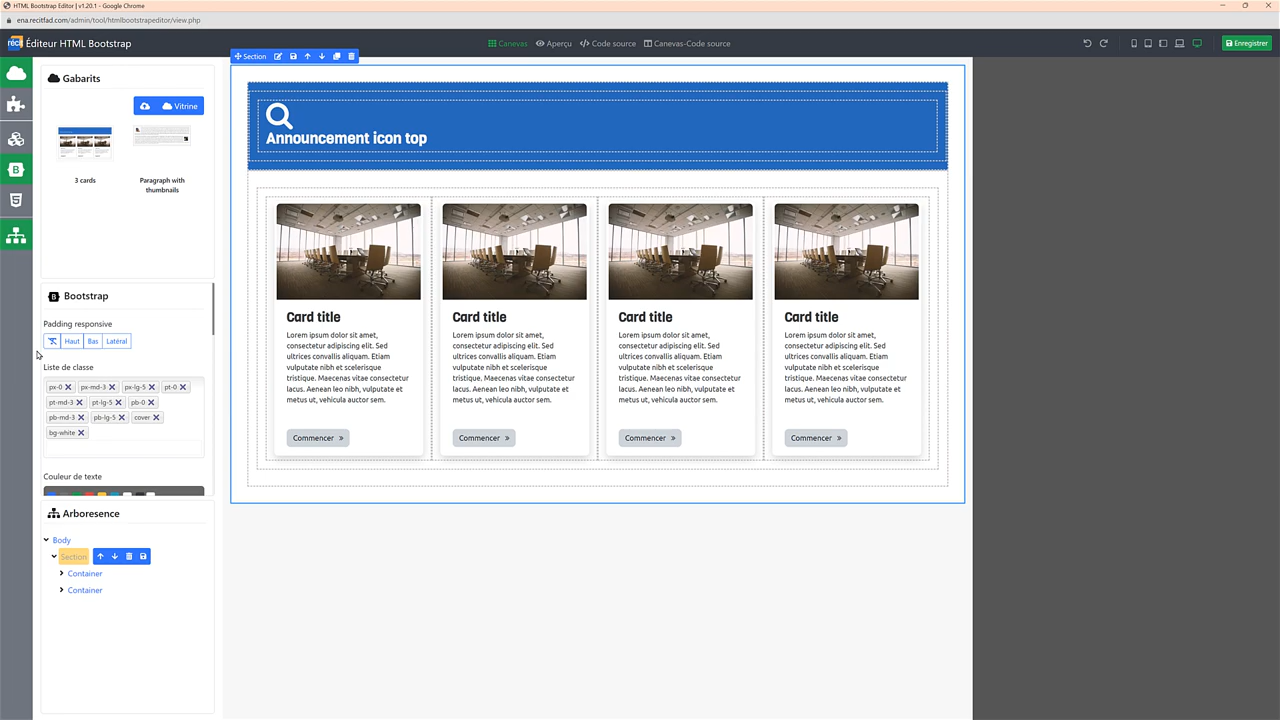 HTML Bootstrap Editor | v1.20.1 - Google Chrome
ena.recitfad.com/admin/tool/htmlbootstrapeditor/view.php
réci Éditeur HTML Bootstrap
Canevas Aperçu Code source Canevas-Code source
Enregistrer
Section
Gabarits
Vitrine
3 cards
Paragraph with
thumbnails
Bootstrap
Padding responsive
Haut Bas Latéral
Liste de classe
px-0 px-md-3 px-lg-5 pt-0
pt-md-3 pt-lg-5 pb-0
pb-md-3 pb-lg-5 cover
bg-white
Couleur de texte
Arboresence
Body
Section
Container
Container
Announcement icon top
Card title
Lorem ipsum dolor sit amet,
consectetur adipiscing elit. Sed
ultrices convallis aliquam. Etiam
vulputate et nibh et scelerisque
tristique. Maecenas vitae consectetur
lacus. Aenean leo nibh, vulputate et
metus ut, vehicula auctor sem.
Commencer »
Card title
Lorem ipsum dolor sit amet,
consectetur adipiscing elit. Sed
ultrices convallis aliquam. Etiam
vulputate et nibh et scelerisque
tristique. Maecenas vitae consectetur
lacus. Aenean leo nibh, vulputate et
metus ut, vehicula auctor sem.
Commencer »
Card title
Lorem ipsum dolor sit amet,
consectetur adipiscing elit. Sed
ultrices convallis aliquam. Etiam
vulputate et nibh et scelerisque
tristique. Maecenas vitae consectetur
lacus. Aenean leo nibh, vulputate et
metus ut, vehicula auctor sem.
Commencer »
Card title
Lorem ipsum dolor sit amet,
consectetur adipiscing elit. Sed
ultrices convallis aliquam. Etiam
vulputate et nibh et scelerisque
tristique. Maecenas vitae consectetur
lacus. Aenean leo nibh, vulputate et
metus ut, vehicula auctor sem.
Commencer »